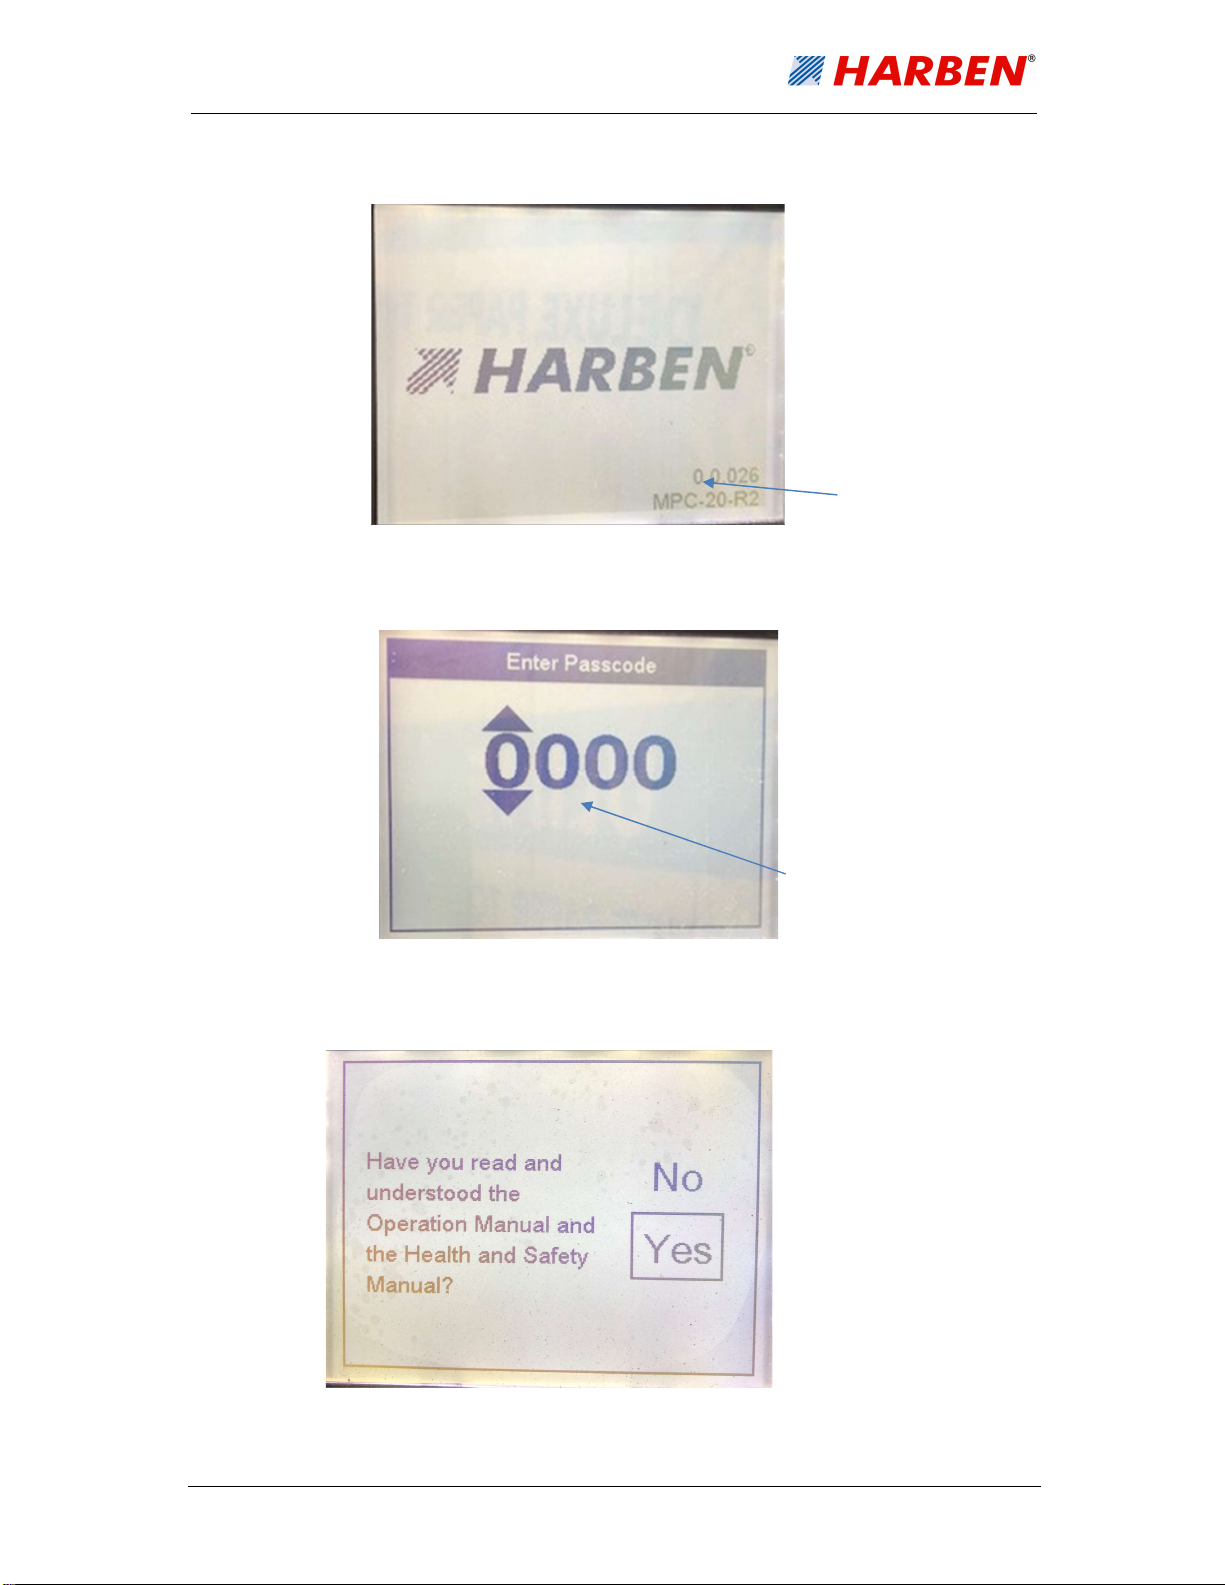 HARBEN®
HARBEN®
0.0.026
MPC-20-R2
Enter Passcode
0000
Have you read and
understood the
Operation Manual and
the Health and Safety
Manual?
No
Yes